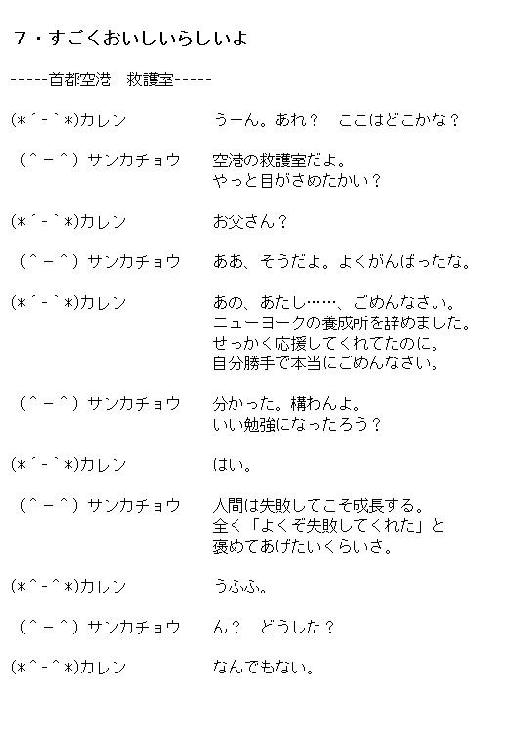 ７・すごくおいしいらしいよ
-----首都空港　救護室-----
(*´-｀*)カレン　うーん。あれ？　ここはどこかな？
（＾－＾）サンカチョウ　空港の救護室だよ。
やっと目がさめたかい？
(*´-｀*)カレン　お父さん？
（＾－＾）サンカチョウ　ああ、そうだよ。よくがんばったな。
(*´-｀*)カレン　あの、あたし……、ごめんなさい。
ニューヨークの養成所を辞めました。
せっかく応援してくれてたのに。
自分勝手で本当にごめんなさい。
（＾－＾）サンカチョウ　分かった。構わんよ。
いい勉強になったろう？
(*´-｀*)カレン　はい。
（＾－＾）サンカチョウ　人間は失敗してこそ成長する。
全く「よくぞ失敗してくれた」と
褒めてあげたいくらいさ。
(*＾-＾*)カレン　うふふ。
（＾－＾）サンカチョウ　ん？　どうした？
(*＾-＾*)カレン　なんでもない。